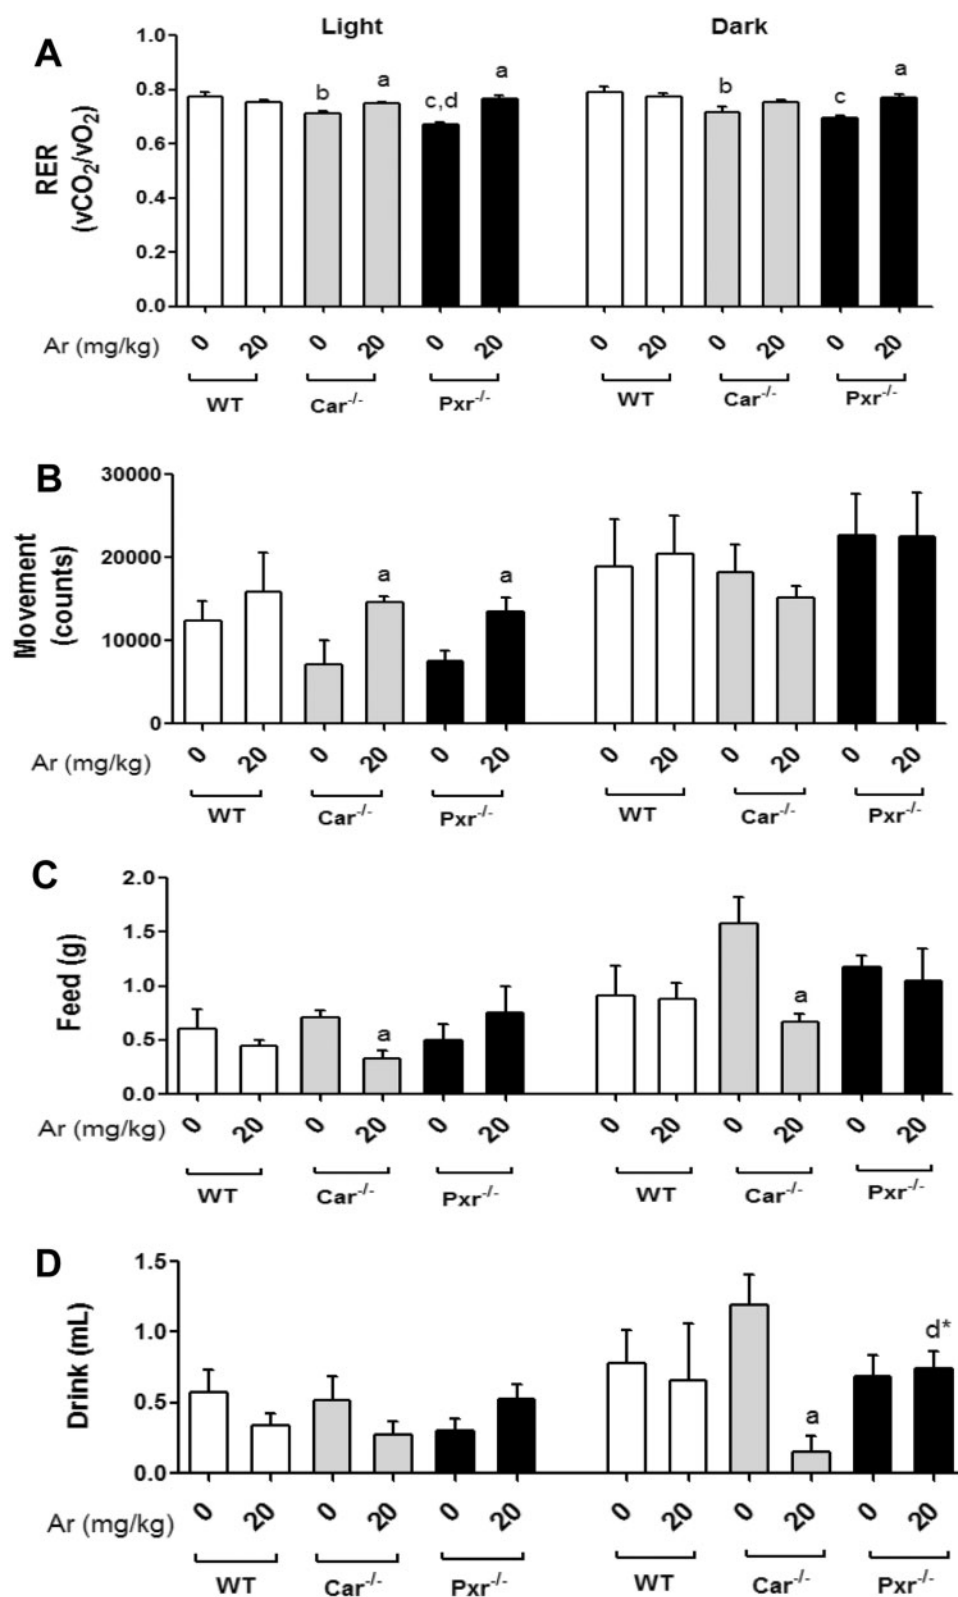 Light Dark
A
RER
(vCO₂/vO₂)
1.0
0.8
0.6
0.4
0.2
0.0
b a c,d a b c a
Ar (mg/kg) 0 20 0 20 0 20 0 20 0 20 0 20
WT Car⁻/⁻ Pxr⁻/⁻ WT Car⁻/⁻ Pxr⁻/⁻
B
Movement
(counts)
30000
20000
10000
0
a a
Ar (mg/kg) 0 20 0 20 0 20 0 20 0 20 0 20
WT Car⁻/⁻ Pxr⁻/⁻ WT Car⁻/⁻ Pxr⁻/⁻
C
Feed (g)
2.0
1.5
1.0
0.5
0.0
a a
Ar (mg/kg) 0 20 0 20 0 20 0 20 0 20 0 20
WT Car⁻/⁻ Pxr⁻/⁻ WT Car⁻/⁻ Pxr⁻/⁻
D
Drink (mL)
1.5
1.0
0.5
0.0
a d*
Ar (mg/kg) 0 20 0 20 0 20 0 20 0 20 0 20
WT Car⁻/⁻ Pxr⁻/⁻ WT Car⁻/⁻ Pxr⁻/⁻